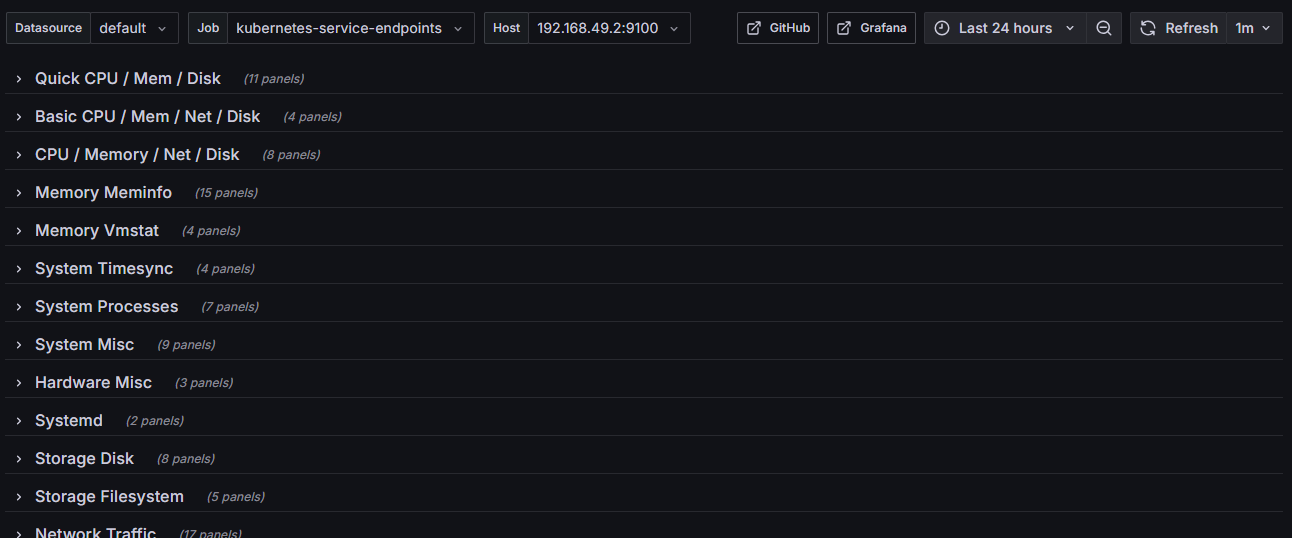 Datasource default Job kubernetes-service-endpoints Host 192.168.49.2:9100 GitHub Grafana Last 24 hours Refresh 1m
Quick CPU / Mem / Disk (11 panels)
Basic CPU / Mem / Net / Disk (4 panels)
CPU / Memory / Net / Disk (8 panels)
Memory Meminfo (15 panels)
Memory Vmstat (4 panels)
System Timesync (4 panels)
System Processes (7 panels)
System Misc (9 panels)
Hardware Misc (3 panels)
Systemd (2 panels)
Storage Disk (8 panels)
Storage Filesystem (5 panels)
Network Traffic (17 panels)